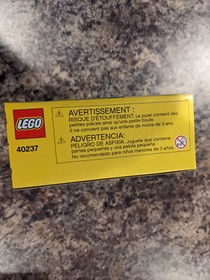 LEGO
40237
AVERTISSEMENT :
RISQUE D'ÉTOUFFEMENT. Le jouet contient des
petites pièces ainsi qu'une petite boule.
Il ne convient pas aux enfants de moins de 3 ans.
ADVERTENCIA:
PELIGRO DE ASFIXIA. Juguete que contiene
partes pequeñas y una pelota pequeña.
No recomendado para niños menores de 3 años.